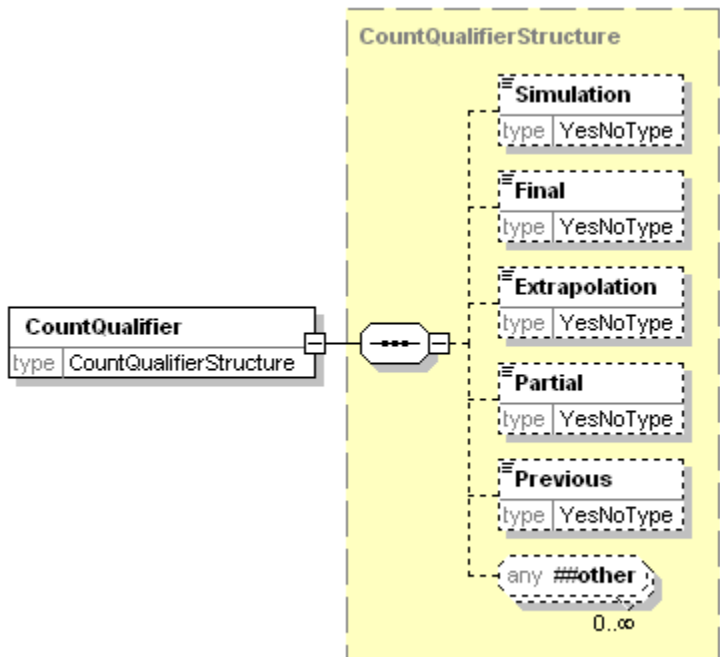 CountQualifierStructure
Simulation
type YesNoType
Final
type YesNoType
CountQualifier
type CountQualifierStructure
Extrapolation
type YesNoType
Partial
type YesNoType
Previous
type YesNoType
any ##other
0..∞